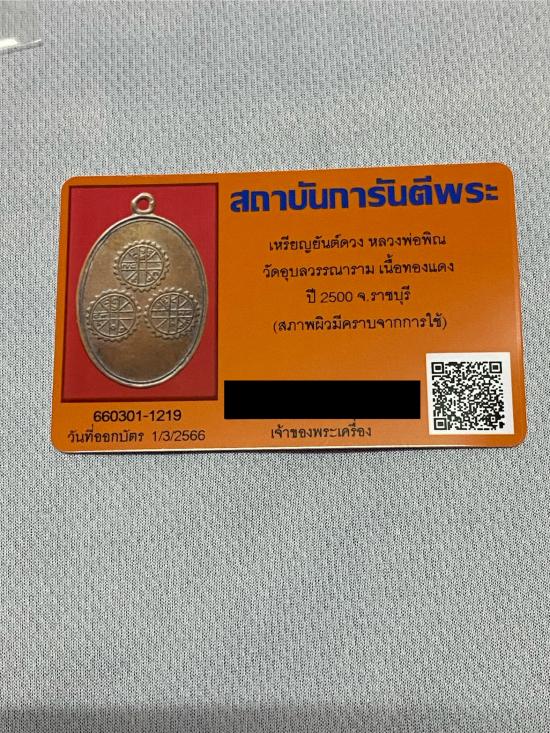 สถาบันการันตีพระ
เหรียญยันต์ดวง หลวงพ่อพิณ
วัดอุบลวรรณาราม เนื้อทองแดง
ปี 2500 จ.ราชบุรี
(สภาพผิวมีคราบจากการใช้)
660301-1219
วันที่ออกบัตร 1/3/2566
เจ้าของพระเครื่อง